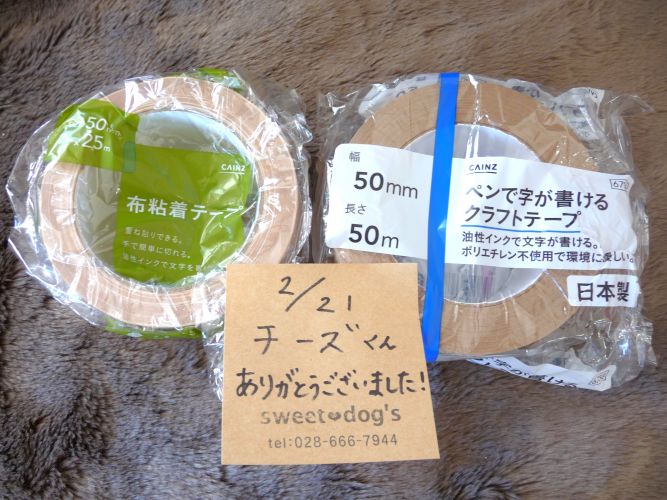 50mm
25m
CAINZ
布粘着テープ
重ね貼りできる。
手で簡単に切れる。
油性インクで文字を
幅
50mm
長さ
50m
CAINZ
ペンで字が書ける
クラフトテープ
油性インクで文字が書ける。
ポリエチレン不使用で環境に優しい。
日本製
2/21
チーズくん
ありがとうございました!
sweet dog's
tel:028-666-7944